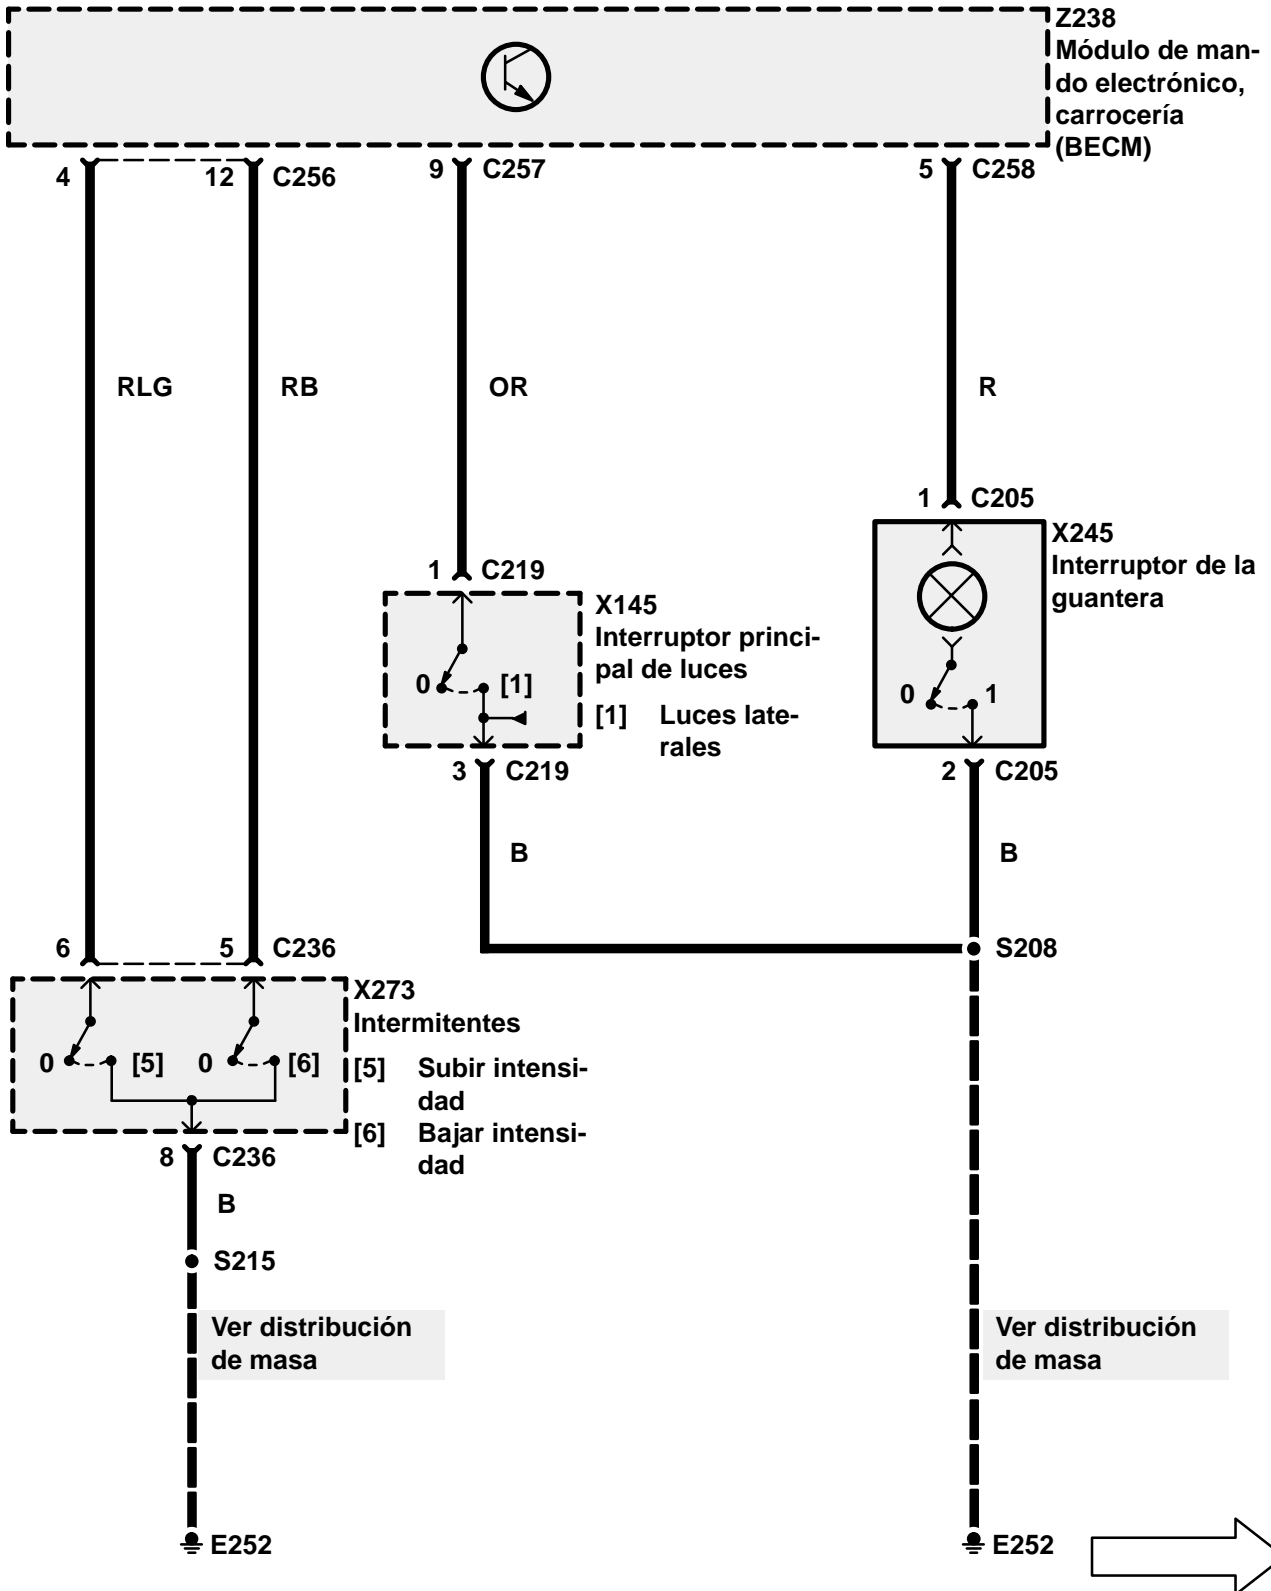 Z238
Módulo de man-
do electrónico,
carrocería
(BECM)
4
12
C256
9
C257
5
C258
RLG
RB
OR
R
1
C205
X245
Interruptor de la
guantera
0
1
2
C205
1
C219
X145
Interruptor princi-
pal de luces
0
[1]
[1] Luces late-
rales
3
C219
B
B
S208
6
5
C236
X273
Intermitentes
0
[5]
0
[6]
[5] Subir intensi-
dad
[6] Bajar intensi-
dad
8
C236
B
S215
Ver distribución
de masa
Ver distribución
de masa
E252
E252